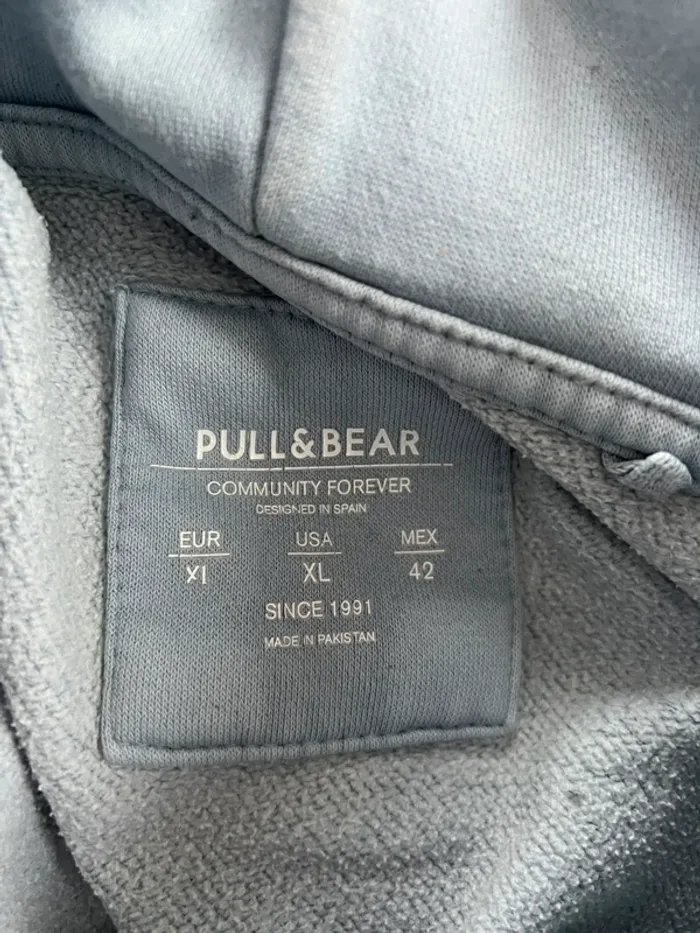 PULL&BEAR
COMMUNITY FOREVER
DESIGNED IN SPAIN
EUR USA MEX
XL XL 42
SINCE 1991
MADE IN PAKISTAN